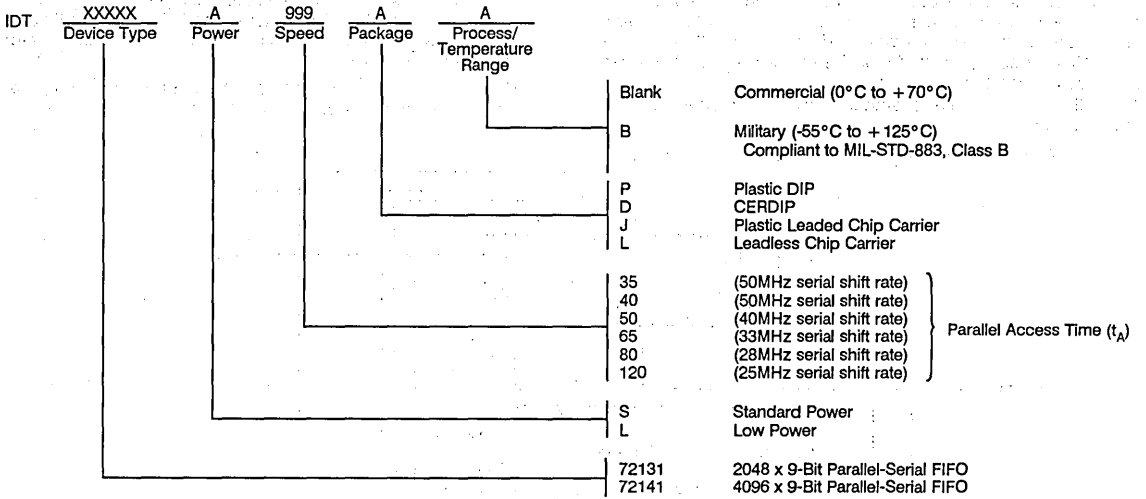 IDT XXXXX A 999 A A
Device Type Power Speed Package Process/
Temperature
Range
Blank Commercial (0°C to +70°C)
B Military (-55°C to +125°C)
Compliant to MIL-STD-883, Class B
P Plastic DIP
D CERDIP
J Plastic Leaded Chip Carrier
L Leadless Chip Carrier
35 (50MHz serial shift rate)
40 (50MHz serial shift rate)
50 (40MHz serial shift rate)
65 (33MHz serial shift rate)
80 (28MHz serial shift rate)
120 (25MHz serial shift rate)
Parallel Access Time (tA)
S Standard Power
L Low Power
72131 2048 x 9-Bit Parallel-Serial FIFO
72141 4096 x 9-Bit Parallel-Serial FIFO